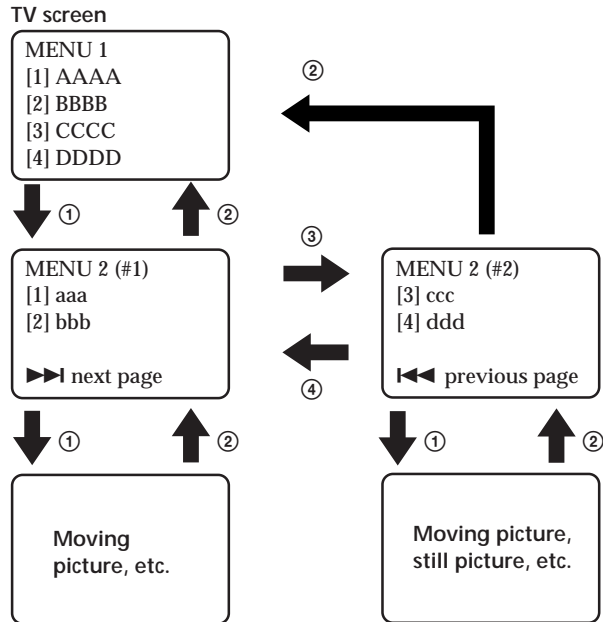 TV screen
MENU 1
[1] AAAA
[2] BBBB
[3] CCCC
[4] DDDD
②
① ②
③
MENU 2 (#1)
[1] aaa
[2] bbb
▶▶I next page
MENU 2 (#2)
[3] ccc
[4] ddd
I◀◀ previous page
④
① ②
① ②
Moving
picture, etc.
Moving picture,
still picture, etc.